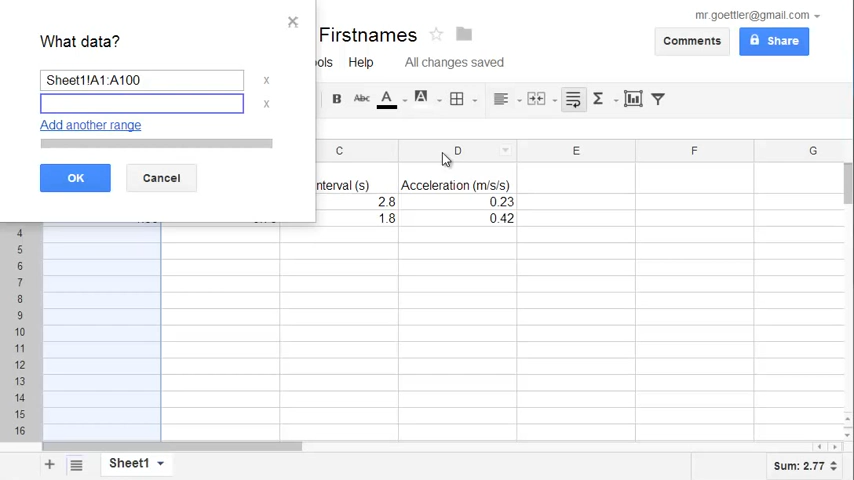 mr.goettler@gmail.com
What data?
Firstnames
Comments
Share
ols Help All changes saved
Sheet1!A1:A100
x
B Abc A A Σ
x
Add another range
C D E F G
OK Cancel
nterval (s) Acceleration (m/s/s)
2.8 0.23
1.8 0.42
4
5
6
7
8
9
10
11
12
13
14
15
16
+ Sheet1 Sum: 2.77